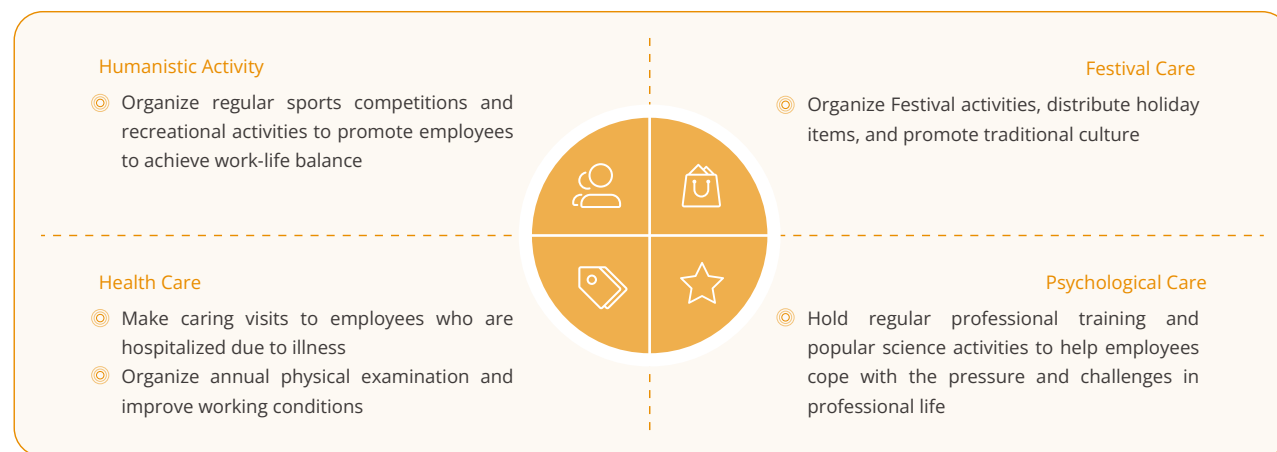 Humanistic Activity
Organize regular sports competitions and
recreational activities to promote employees
to achieve work-life balance
Festival Care
Organize Festival activities, distribute holiday
items, and promote traditional culture
Health Care
Make caring visits to employees who are
hospitalized due to illness
Organize annual physical examination and
improve working conditions
Psychological Care
Hold regular professional training and
popular science activities to help employees
cope with the pressure and challenges in
professional life